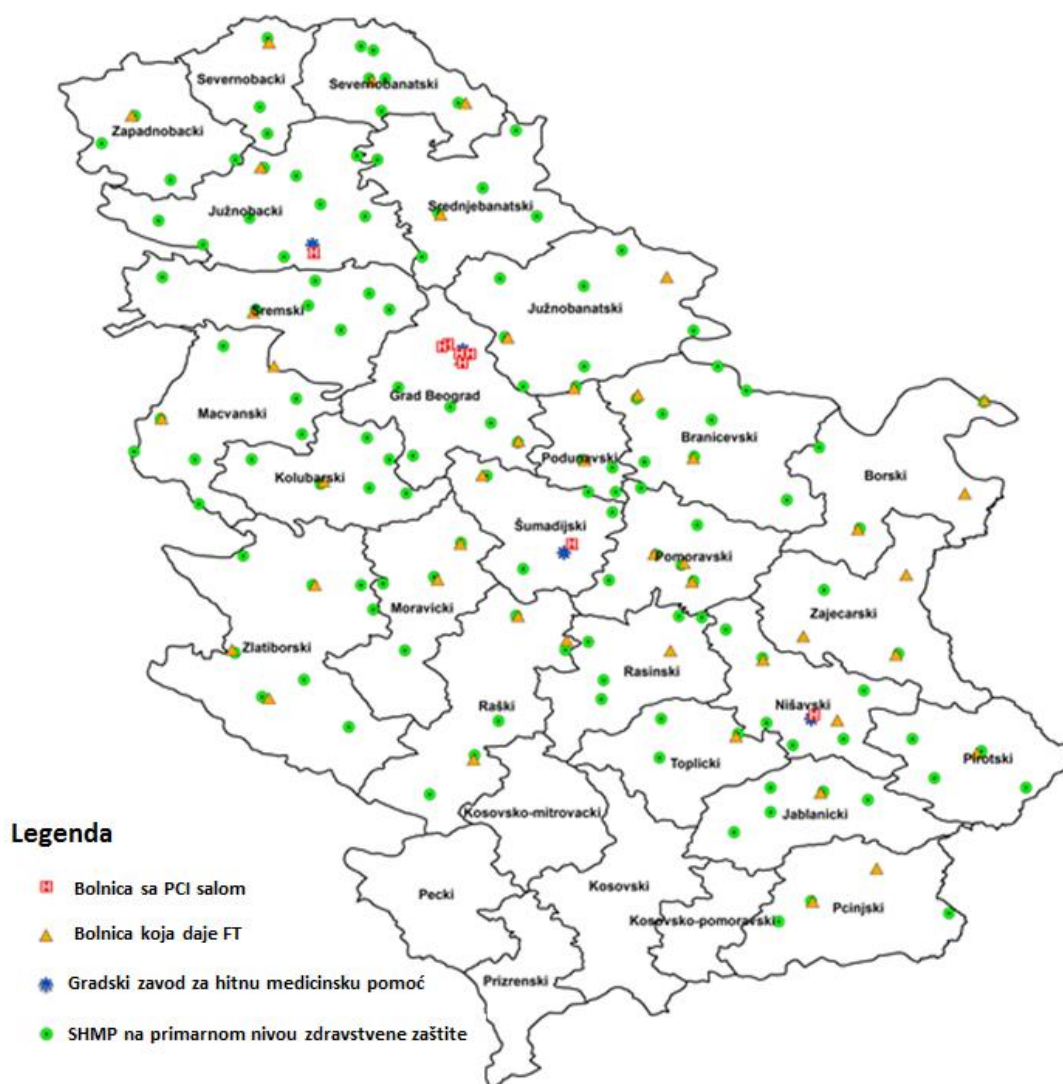 Severnobacki
Severnobanatski
Zapadnobacki
Južnobacki
Srednjebanatski
Sremski
Južnobanatski
Grad Beograd
Macvanski
Branicevski
Podunavski
Kolubarski
Borski
Šumadijski
Pomoravski
Moravicki
Zajecarski
Zlatiborski
Rasinski
Raški
Nišavski
Toplicki
Pirotski
Kosovsko-mitrovacki
Jablanicki
Pecki
Kosovski
Kosovsko-pomoravski
Pcinjski
Prizrenski
Legenda
H Bolnica sa PCI salom
Bolnica koja daje FT
Gradski zavod za hitnu medicinsku pomoć
SHMP na primarnom nivou zdravstvene zaštite